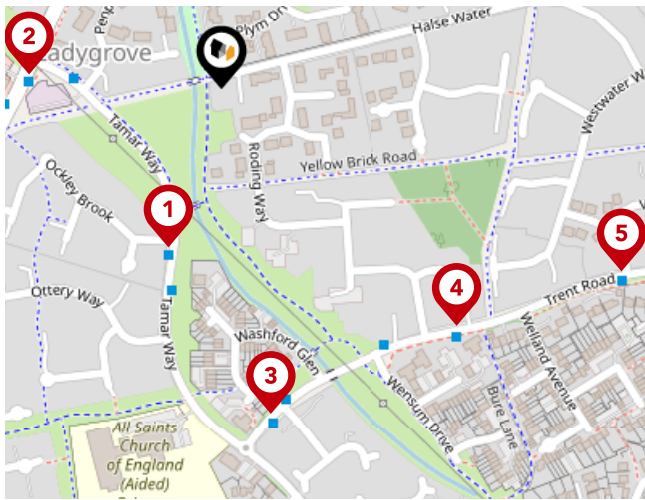 Plym Dr
Halse Water
2
Ladygrove
Tamar Way
Westwater W
Yellow Brick Road
Roding Way
Ockley Brook
1
5
4
Ottery Way
Tamar Way
Trent Road
Washford Glen
Welland Avenue
3
Wensum Drive
Bure Lane
All Saints
Church
of England
(Aided)